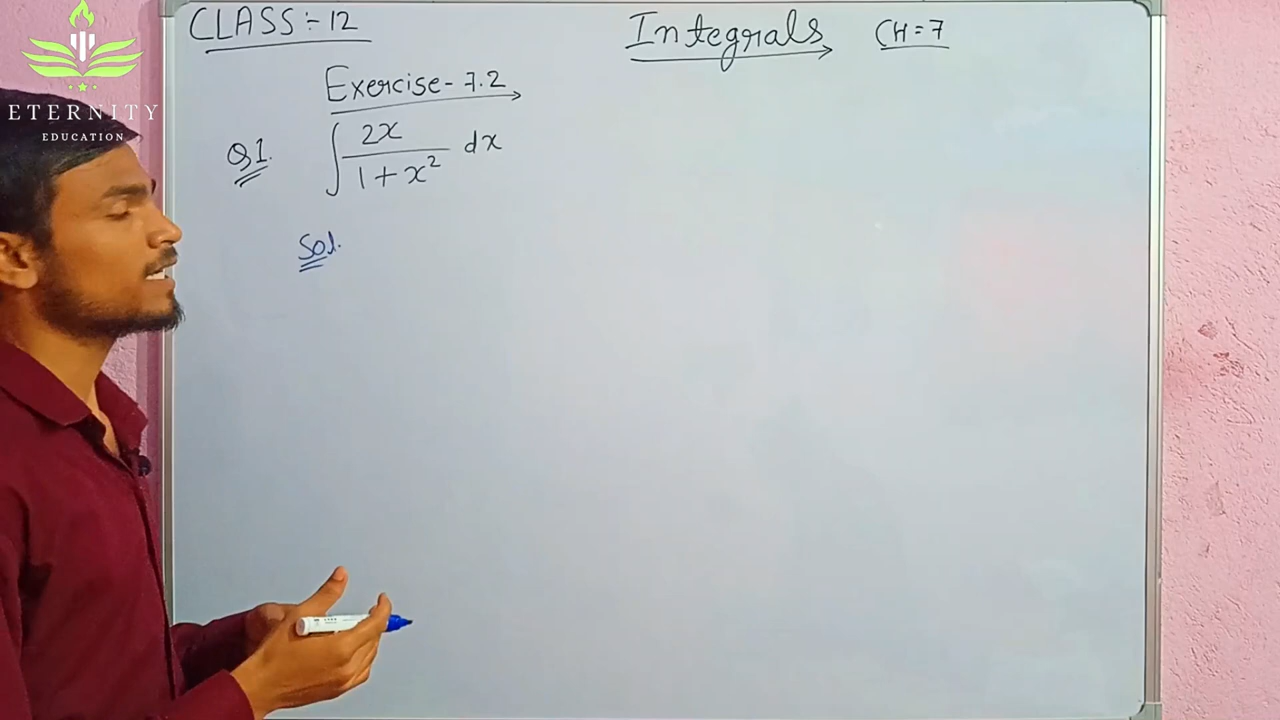 ETERNITY
EDUCATION
CLASS :- 12
Integrals CH = 7
Exercise - 7.2
Q1. ∫ 2x / 1 + x² dx
Sol.